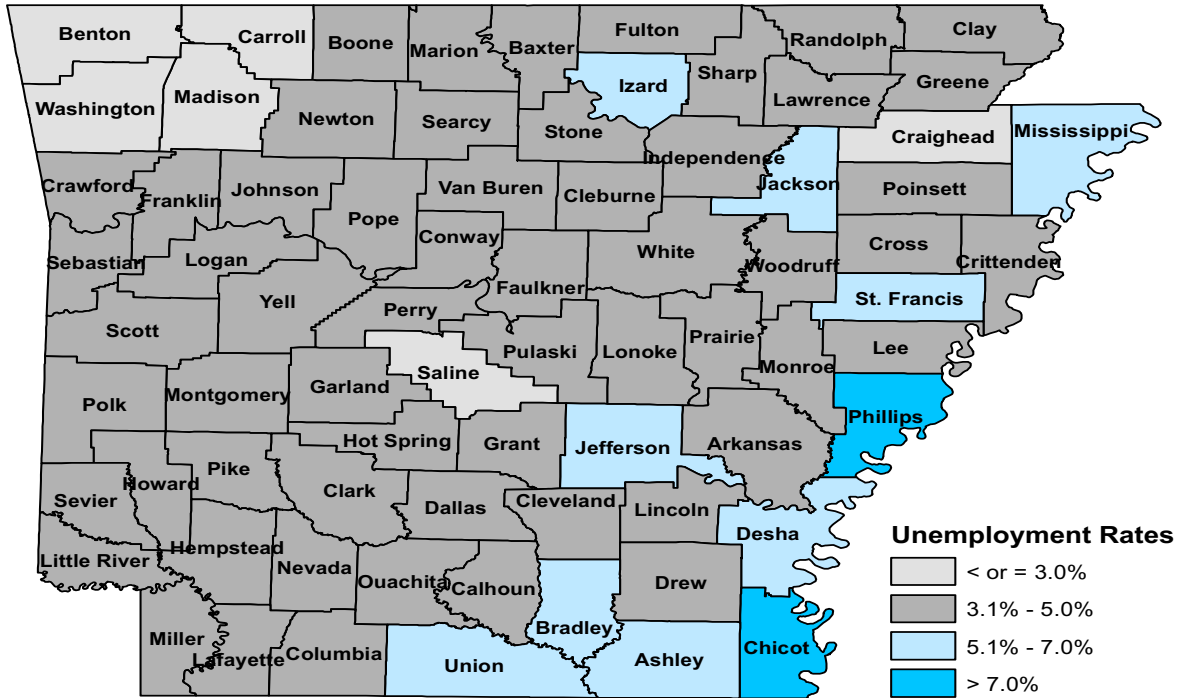 Benton
Carroll
Boone
Marion
Baxter
Fulton
Randolph
Clay
Izard
Sharp
Greene
Washington
Madison
Newton
Searcy
Stone
Lawrence
Craighead
Mississippi
Independence
Crawford
Franklin
Johnson
Pope
Van Buren
Cleburne
Jackson
Poinsett
Conway
White
Woodruff
Cross
Crittenden
Sebastian
Logan
Yell
Faulkner
St. Francis
Scott
Perry
Pulaski
Lonoke
Prairie
Monroe
Lee
Saline
Garland
Montgomery
Polk
Phillips
Hot Spring
Grant
Jefferson
Arkansas
Pike
Howard
Clark
Sevier
Dallas
Cleveland
Lincoln
Desha
Hempstead
Little River
Nevada
Ouachita
Calhoun
Drew
Bradley
Miller
Lafayette
Columbia
Union
Ashley
Chicot
Unemployment Rates
< or = 3.0%
3.1% - 5.0%
5.1% - 7.0%
> 7.0%